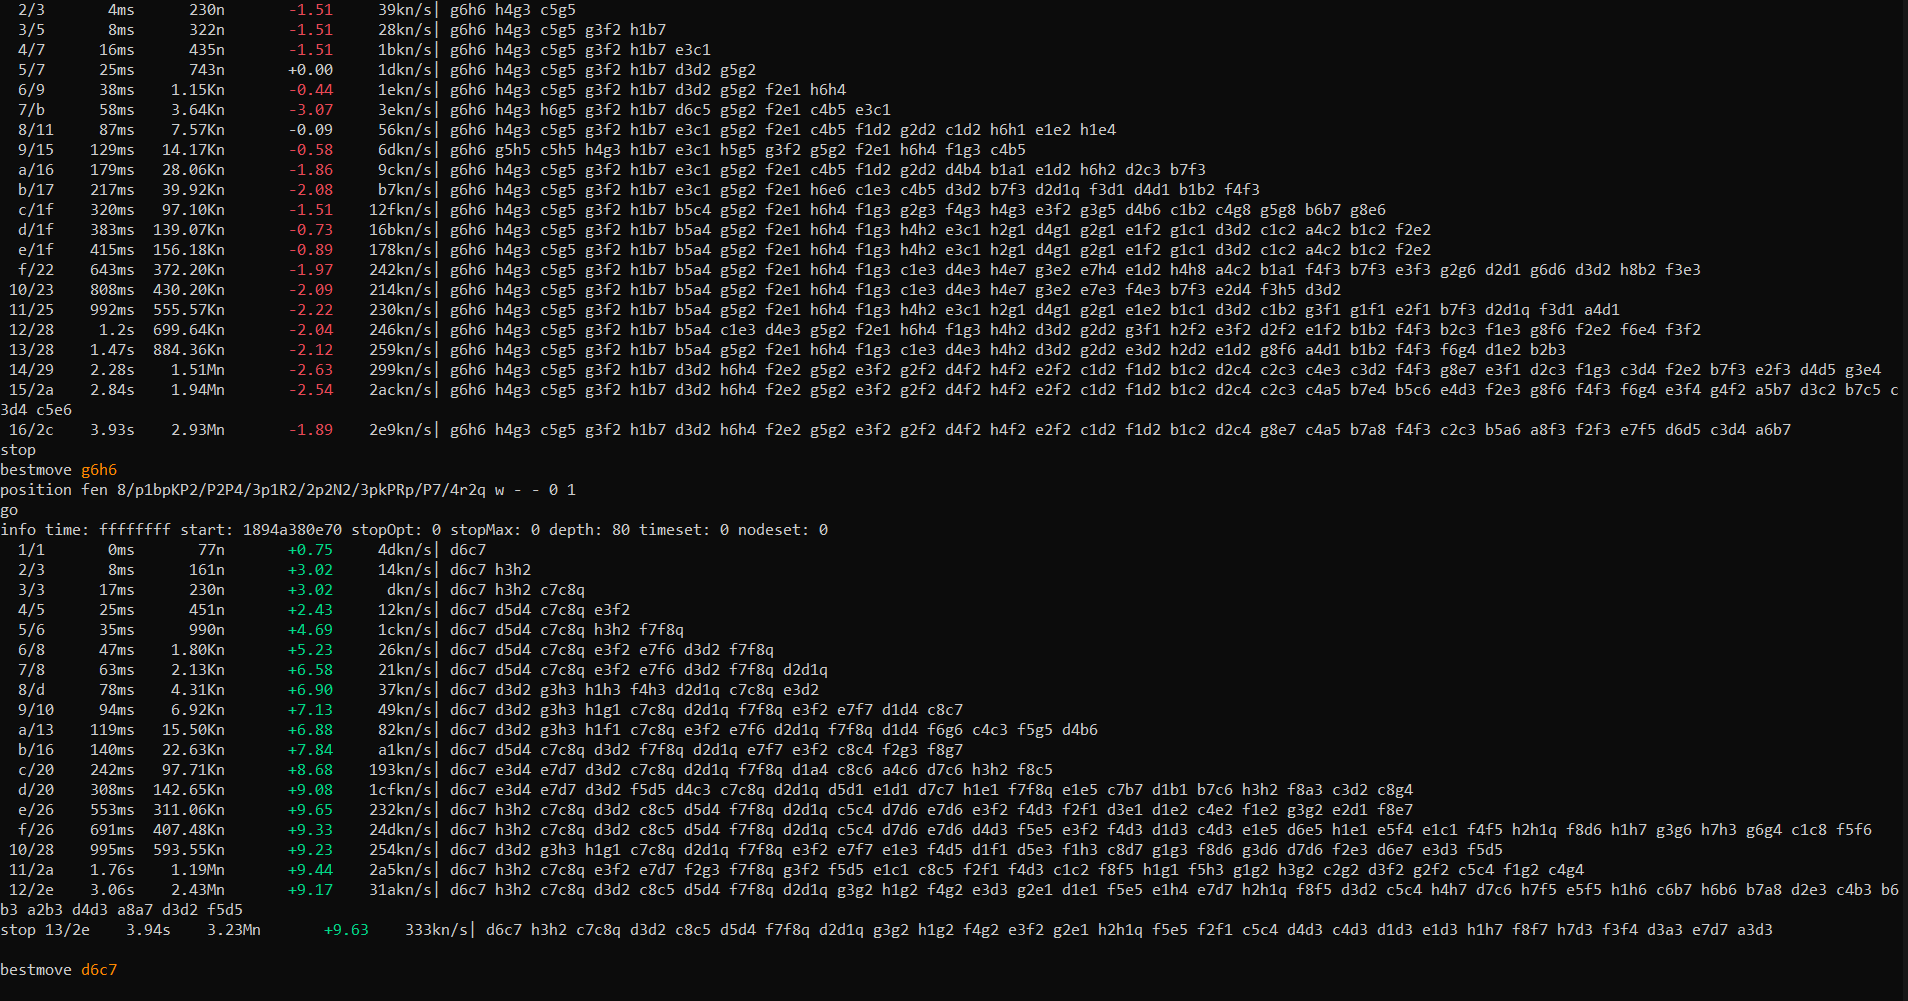 2/3 4ms 230n -1.51 39kn/s| g6h6 h4g3 c5g5
3/5 8ms 322n -1.51 28kn/s| g6h6 h4g3 c5g5 g3f2 h1b7
4/7 16ms 435n -1.51 1bkn/s| g6h6 h4g3 c5g5 g3f2 h1b7 e3c1
5/7 25ms 743n +0.00 1dkn/s| g6h6 h4g3 c5g5 g3f2 h1b7 d3d2 g5g2
6/9 38ms 1.15Kn -0.44 1ekn/s| g6h6 h4g3 c5g5 g3f2 h1b7 d3d2 g5g2 f2e1 h6h4
7/b 58ms 3.64Kn -3.07 3ekn/s| g6h6 h4g3 h6g5 g3f2 h1b7 d6c5 g5g2 f2e1 c4b5 e3c1
8/11 87ms 7.57Kn -0.09 56kn/s| g6h6 h4g3 c5g5 g3f2 h1b7 e3c1 g5g2 f2e1 c4b5 f1d2 g2d2 c1d2 h6h1 e1e2 h1e4
9/15 129ms 14.17Kn -0.58 6dkn/s| g6h6 g5h5 c5h5 h4g3 h1b7 e3c1 h5g5 g3f2 g5g2 f2e1 h6h4 f1g3 c4b5
a/16 179ms 28.06Kn -1.86 9ckn/s| g6h6 h4g3 c5g5 g3f2 h1b7 e3c1 g5g2 f2e1 c4b5 f1d2 g2d2 d4b4 b1a1 e1d2 h6h2 d2c3 b7f3
b/17 217ms 39.92Kn -2.08 b7kn/s| g6h6 h4g3 c5g5 g3f2 h1b7 e3c1 g5g2 f2e1 h6e6 c1e3 c4b5 d3d2 b7f3 d2d1q f3d1 d4d1 b1b2 f4f3
c/1f 320ms 97.10Kn -1.51 12fkn/s| g6h6 h4g3 c5g5 g3f2 h1b7 b5c4 g5g2 f2e1 h6h4 f1g3 g2g3 f4g3 h4g3 e3f2 g3g5 d4b6 c1b2 c4g8 g5g8 b6b7 g8e6
d/1f 383ms 139.07Kn -0.73 16bkn/s| g6h6 h4g3 c5g5 g3f2 h1b7 b5a4 g5g2 f2e1 h6h4 f1g3 h4h2 e3c1 h2g1 d4g1 g2g1 e1f2 g1c1 d3d2 c1c2 a4c2 b1c2 f2e2
e/1f 415ms 156.18Kn -0.89 178kn/s| g6h6 h4g3 c5g5 g3f2 h1b7 b5a4 g5g2 f2e1 h6h4 f1g3 h4h2 e3c1 h2g1 d4g1 g2g1 e1f2 g1c1 d3d2 c1c2 a4c2 b1c2 f2e2
f/22 643ms 372.20Kn -1.97 242kn/s| g6h6 h4g3 c5g5 g3f2 h1b7 b5a4 g5g2 f2e1 h6h4 f1g3 c1e3 d4e3 h4e7 g3e2 e7h4 e1d2 h4h8 a4c2 b1a1 f4f3 b7f3 e3f3 g2g6 d2d1 g6d6 d3d2 h8b2 f3e3
10/23 808ms 430.20Kn -2.09 214kn/s| g6h6 h4g3 c5g5 g3f2 h1b7 b5a4 g5g2 f2e1 h6h4 f1g3 c1e3 d4e3 h4e7 g3e2 e7e3 f4e3 b7f3 e2d4 f3h5 d3d2
11/25 992ms 555.57Kn -2.22 230kn/s| g6h6 h4g3 c5g5 g3f2 h1b7 b5a4 g5g2 f2e1 h6h4 f1g3 h4h2 e3c1 h2g1 d4g1 g2g1 e1e2 b1c1 d3d2 c1b2 g3f1 g1f1 e2f1 b7f3 d2d1q f3d1 a4d1
12/28 1.2s 699.64Kn -2.04 246kn/s| g6h6 h4g3 c5g5 g3f2 h1b7 b5a4 c1e3 d4e3 g5g2 f2e1 h6h4 f1g3 h4h2 d3d2 g2d2 g3f1 h2f2 e3f2 d2f2 e1f2 b1b2 f4f3 b2c3 f1e3 g8f6 f2e2 f6e4 f3f2
13/28 1.47s 884.36Kn -2.12 259kn/s| g6h6 h4g3 c5g5 g3f2 h1b7 b5a4 g5g2 f2e1 h6h4 f1g3 c1e3 d4e3 h4h2 d3d2 g2d2 e3d2 h2d2 e1d2 g8f6 a4d1 b1b2 f4f3 f6g4 d1e2 b2b3
14/29 2.28s 1.51Mn -2.63 299kn/s| g6h6 h4g3 c5g5 g3f2 h1b7 d3d2 h6h4 f2e2 g5g2 e3f2 g2f2 d4f2 h4f2 e2f2 c1d2 f1d2 b1c2 d2c4 c2c3 c4e3 c3d2 f4f3 g8e7 e3f1 d2c3 f1g3 c3d4 f2e2 b7f3 e2f3 d4d5 g3e4
15/2a 2.84s 1.94Mn -2.54 2ackn/s| g6h6 h4g3 c5g5 g3f2 h1b7 d3d2 h6h4 f2e2 g5g2 e3f2 g2f2 d4f2 h4f2 e2f2 c1d2 f1d2 b1c2 d2c4 c2c3 c4a5 b7e4 b5c6 e4d3 f2e3 g8f6 f4f3 f6g4 e3f4 g4f2 a5b7 d3c2 b7c5 c
3d4 c5e6
16/2c 3.93s 2.93Mn -1.89 2e9kn/s| g6h6 h4g3 c5g5 g3f2 h1b7 d3d2 h6h4 f2e2 g5g2 e3f2 g2f2 d4f2 h4f2 e2f2 c1d2 f1d2 b1c2 d2c4 g8e7 c4a5 b7a8 f4f3 c2c3 b5a6 a8f3 f2f3 e7f5 d6d5 c3d4 a6b7
stop
bestmove g6h6
position fen 8/p1bpKP2/P2P4/3p1R2/2p2N2/3pkPRp/P7/4r2q w - - 0 1
go
info time: ffffffff start: 1894a380e70 stopOpt: 0 stopMax: 0 depth: 80 timeset: 0 nodeset: 0
1/1 0ms 77n +0.75 4dkn/s| d6c7
2/3 8ms 161n +3.02 14kn/s| d6c7 h3h2
3/3 17ms 230n +3.02 dkn/s| d6c7 h3h2 c7c8q
4/5 25ms 451n +2.43 12kn/s| d6c7 d5d4 c7c8q e3f2
5/6 35ms 990n +4.69 1ckn/s| d6c7 d5d4 c7c8q h3h2 f7f8q
6/8 47ms 1.80Kn +5.23 26kn/s| d6c7 d5d4 c7c8q e3f2 e7f6 d3d2 f7f8q
7/8 63ms 2.13Kn +6.58 21kn/s| d6c7 d5d4 c7c8q e3f2 e7f6 d3d2 f7f8q d2d1q
8/d 78ms 4.31Kn +6.90 37kn/s| d6c7 d3d2 g3h3 h1h3 f4h3 d2d1q c7c8q e3d2
9/10 94ms 6.92Kn +7.13 49kn/s| d6c7 d3d2 g3h3 h1g1 c7c8q d2d1q f7f8q e3f2 e7f7 d1d4 c8c7
a/13 119ms 15.50Kn +6.88 82kn/s| d6c7 d3d2 g3h3 h1f1 c7c8q e3f2 e7f6 d2d1q f7f8q d1d4 f6g6 c4c3 f5g5 d4b6
b/16 140ms 22.63Kn +7.84 a1kn/s| d6c7 d5d4 c7c8q d3d2 f7f8q d2d1q e7f7 e3f2 c8c4 f2g3 f8g7
c/20 242ms 97.71Kn +8.68 193kn/s| d6c7 e3d4 e7d7 d3d2 c7c8q d2d1q f7f8q d1a4 c8c6 a4c6 d7c6 h3h2 f8c5
d/20 308ms 142.65Kn +9.08 1cfkn/s| d6c7 e3d4 e7d7 d3d2 f5d5 d4c3 c7c8q d2d1q d5d1 e1d1 d7c7 h1e1 f7f8q e1e5 c7b7 d1b1 b7c6 h3h2 f8a3 c3d2 c8g4
e/26 553ms 311.06Kn +9.65 232kn/s| d6c7 h3h2 c7c8q d3d2 c8c5 d5d4 f7f8q d2d1q c5c4 d7d6 e7d6 e3f2 f4d3 f2f1 d3e1 d1e2 c4e2 f1e2 g3g2 e2d1 f8e7
f/26 691ms 407.48Kn +9.33 24dkn/s| d6c7 h3h2 c7c8q d3d2 c8c5 d5d4 f7f8q d2d1q c5c4 d7d6 e7d6 d4d3 f5e5 e3f2 f4d3 d1d3 c4d3 e1e5 d6e5 h1e1 e5f4 e1c1 f4f5 h2h1q f8d6 h1h7 g3g6 h7h3 g6g4 c1c8 f5f6
10/28 995ms 593.55Kn +9.23 254kn/s| d6c7 d3d2 g3h3 h1g1 c7c8q d2d1q f7f8q e3f2 e7f7 e1e3 f4d5 d1f1 d5e3 f1h3 c8d7 g1g3 f8d6 g3d6 d7d6 f2e3 d6e7 e3d3 f5d5
11/2a 1.76s 1.19Mn +9.44 2a5kn/s| d6c7 h3h2 c7c8q e3f2 e7d7 f2g3 f7f8q g3f2 f5d5 e1c1 c8c5 f2f1 f4d3 c1c2 f8f5 h1g1 f5h3 g1g2 h3g2 c2g2 d3f2 g2f2 c5c4 f1g2 c4g4
12/2e 3.06s 2.43Mn +9.17 31akn/s| d6c7 h3h2 c7c8q d3d2 c8c5 d5d4 f7f8q d2d1q g3g2 h1g2 f4g2 e3d3 g2e1 d1e1 f5e5 e1h4 e7d7 h2h1q f8f5 d3d2 c5c4 h4h7 d7c6 h7f5 e5f5 h1h6 c6b7 h6b6 b7a8 d2e3 c4b3 b6
b3 a2b3 d4d3 a8a7 d3d2 f5d5
stop 13/2e 3.94s 3.23Mn +9.63 333kn/s| d6c7 h3h2 c7c8q d3d2 c8c5 d5d4 f7f8q d2d1q g3g2 h1g2 f4g2 e3f2 g2e1 h2h1q f5e5 f2f1 c5c4 d4d3 c4d3 d1d3 e1d3 h1h7 f8f7 h7d3 f3f4 d3a3 e7d7 a3d3
bestmove d6c7